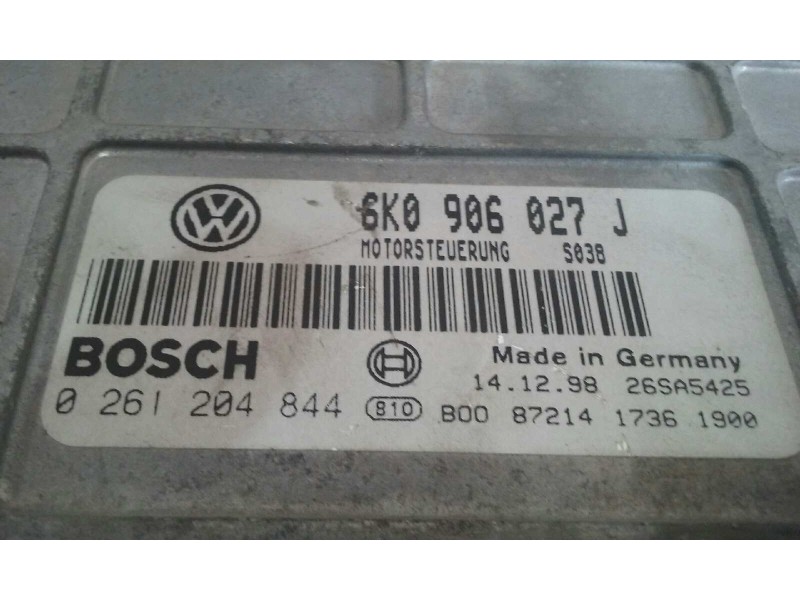 6K0 906 027 J
MOTORSTEUERUNG S038
BOSCH
Made in Germany
14.12.98 26SA5425
0 261 204 844 810 B00 87214 1736 1900